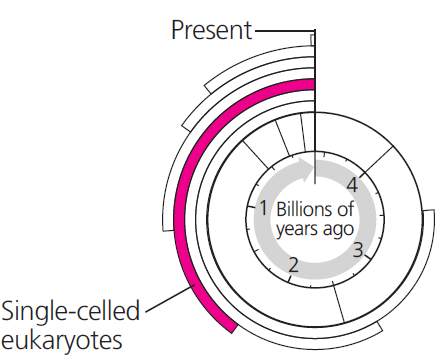 Present
4
1 Billions of
years ago
3
2
Single-celled
eukaryotes